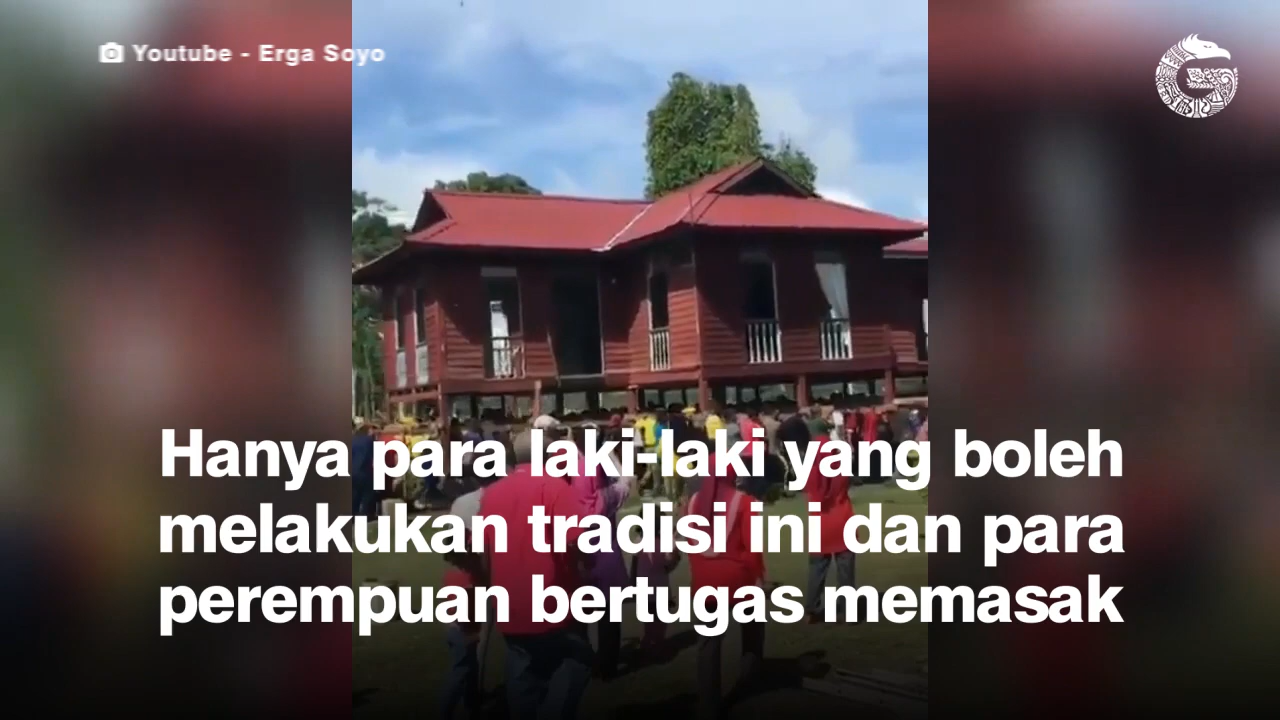 Youtube - Erga Soyo
Hanya para laki-laki yang boleh
melakukan tradisi ini dan para
perempuan bertugas memasak